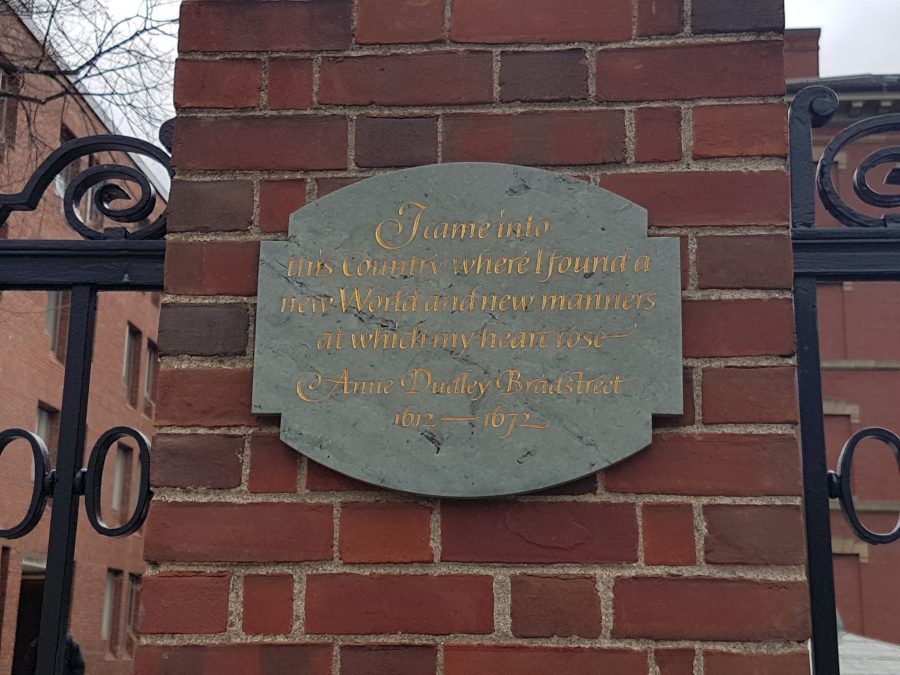 I came into
this Country where I found a
new World and new manners
at which my heart rose
Anne Dudley Bradstreet
1612 — 1672